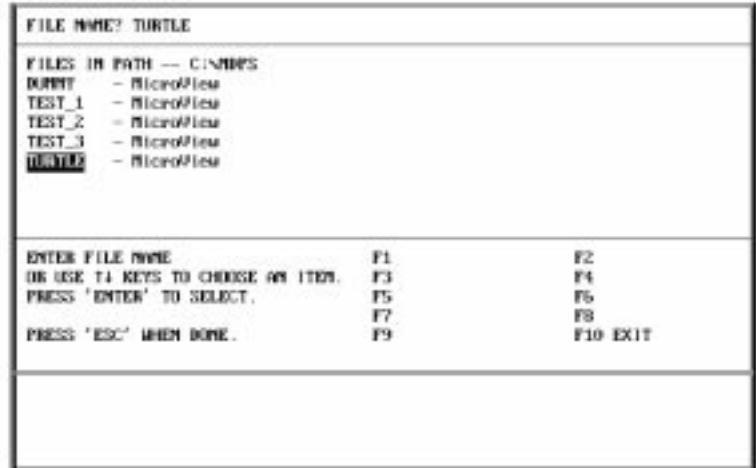 FILE NAME? TURTLE
FILES IN PATH -- C:\MDPS
DUMMY - MicroView
TEST_1 - MicroView
TEST_2 - MicroView
TEST_3 - MicroView
TURTLE - MicroView
ENTER FILE NAME F1 F2
OR USE ↑↓ KEYS TO CHOOSE AN ITEM. F3 F4
PRESS 'ENTER' TO SELECT. F5 F6
F7 F8
PRESS 'ESC' WHEN DONE. F9 F10 EXIT